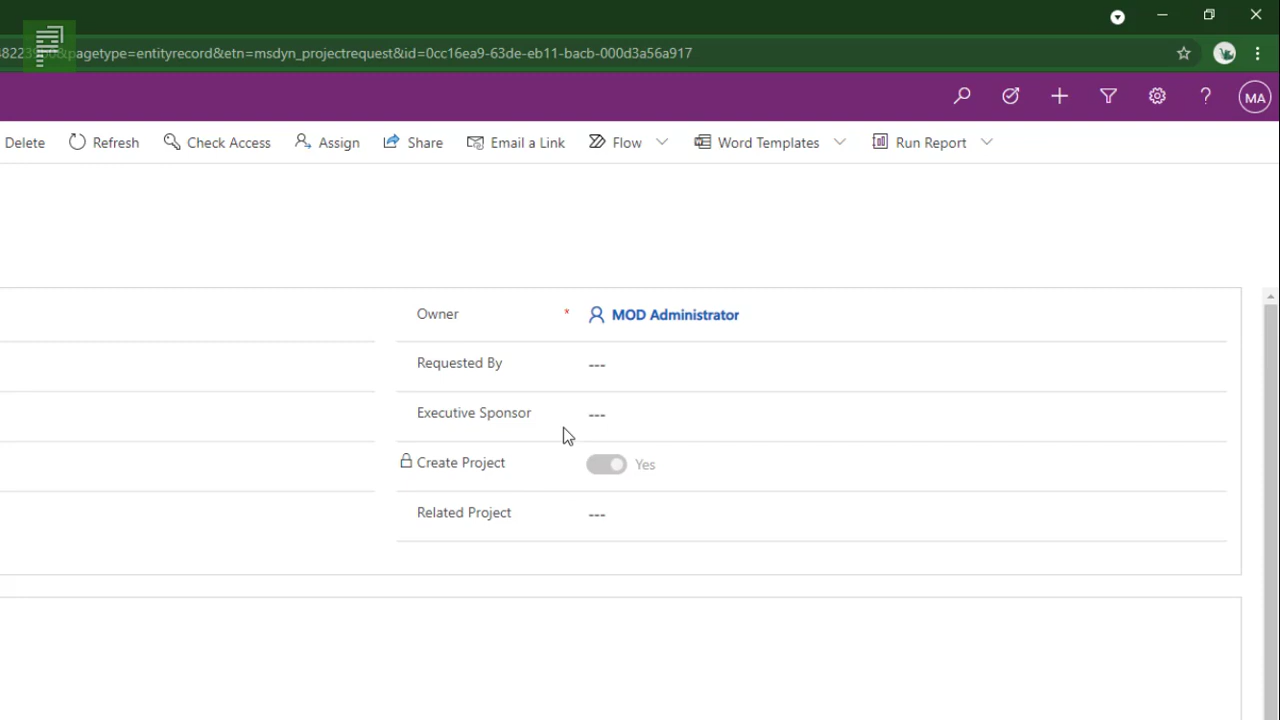 &pagetype=entityrecord&etn=msdyn_projectrequest&id=0cc16ea9-63de-eb11-bacb-000d3a56a917
?
MA
Delete Refresh Check Access Assign Share Email a Link Flow Word Templates Run Report
Owner * MOD Administrator
Requested By ---
Executive Sponsor ---
Create Project Yes
Related Project ---